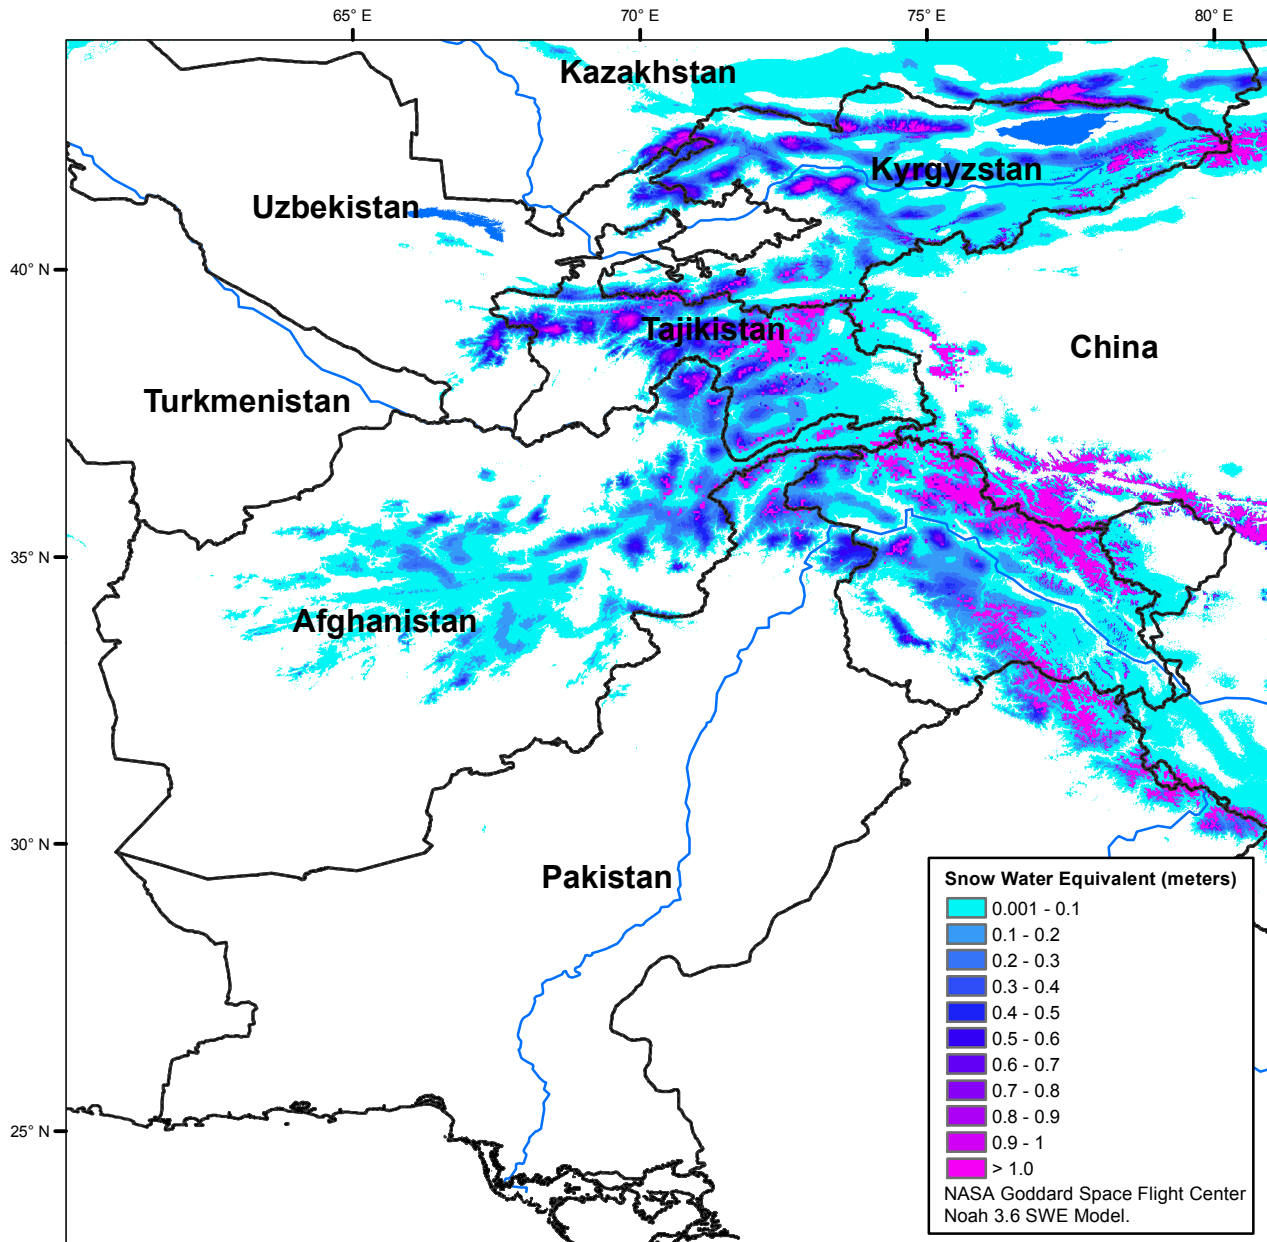 65° E
70° E
75° E
80° E
Kazakhstan
Kyrgyzstan
Uzbekistan
40° N
Tajikistan
China
Turkmenistan
35° N
Afghanistan
30° N
Pakistan
25° N
Snow Water Equivalent (meters)
0.001 - 0.1
0.1 - 0.2
0.2 - 0.3
0.3 - 0.4
0.4 - 0.5
0.5 - 0.6
0.6 - 0.7
0.7 - 0.8
0.8 - 0.9
0.9 - 1
> 1.0
NASA Goddard Space Flight Center
Noah 3.6 SWE Model.